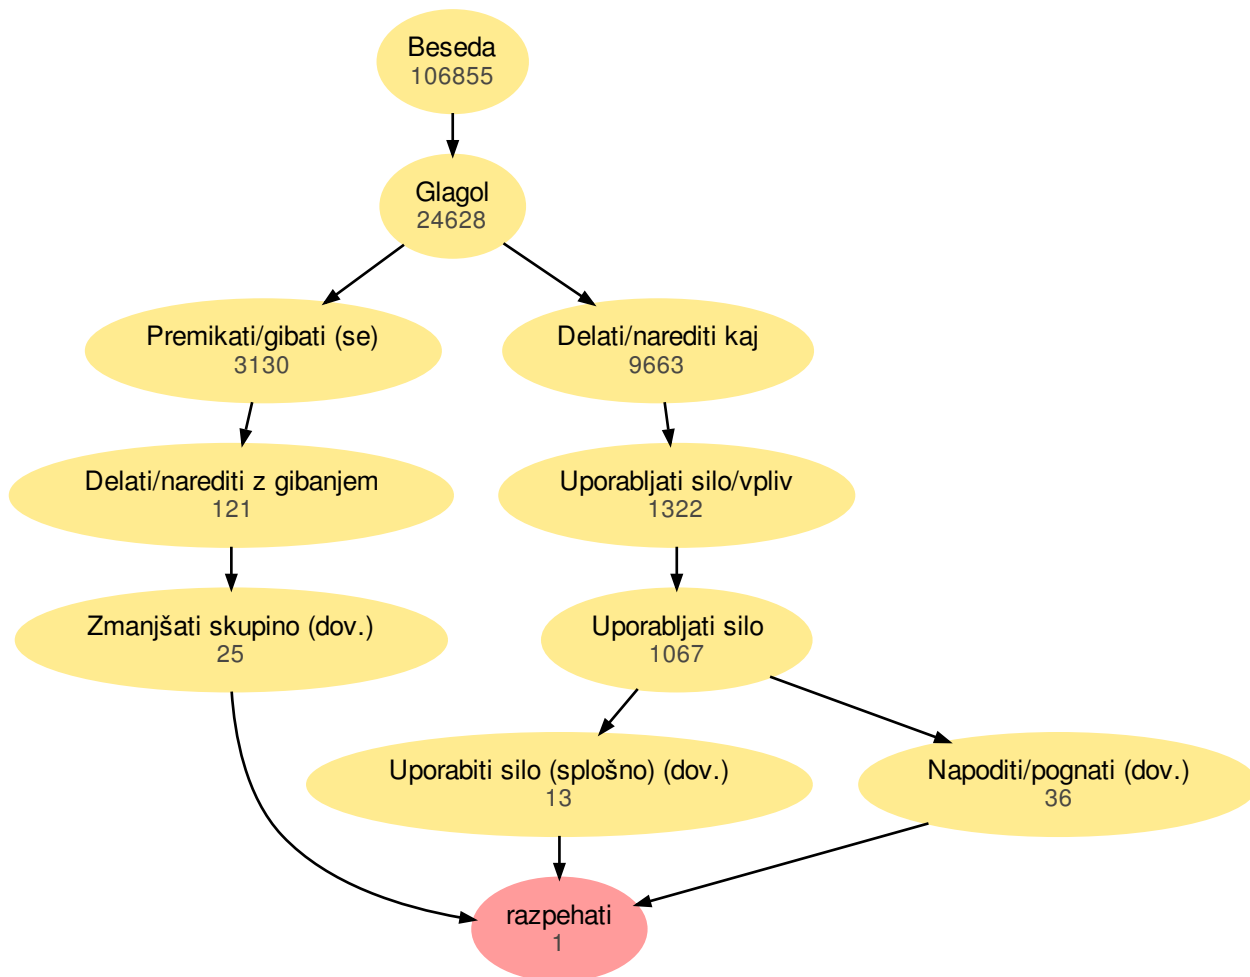 Beseda
106855
Glagol
24628
Premikati/gibati (se)
3130
Delati/narediti kaj
9663
Delati/narediti z gibanjem
121
Uporabljati silo/vpliv
1322
Zmanjšati skupino (dov.)
25
Uporabljati silo
1067
Uporabiti silo (splošno) (dov.)
13
Napoditi/pognati (dov.)
36
razpehati
1